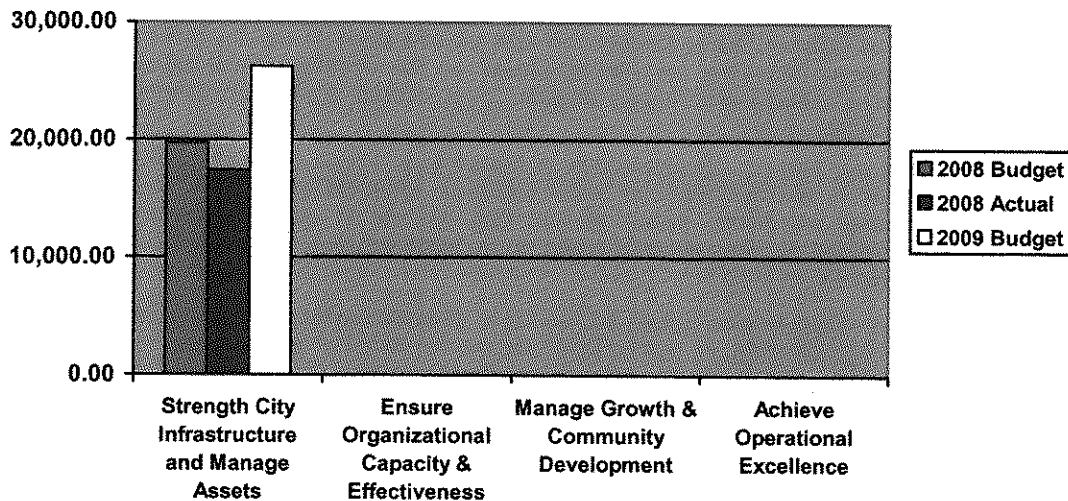 30,000.00
20,000.00
10,000.00
0.00
Strength City
Infrastructure
and Manage
Assets
Ensure
Organizational
Capacity &
Effectiveness
Manage Growth &
Community
Development
Achieve
Operational
Excellence
2008 Budget
2008 Actual
2009 Budget